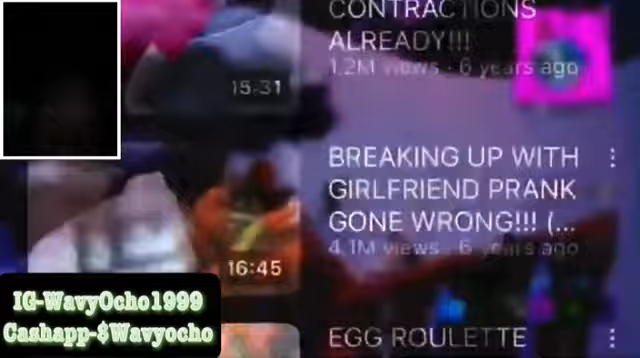 CONTRACTIONS
ALREADY!!!
1.2M views · 6 years ago
15:31
BREAKING UP WITH
GIRLFRIEND PRANK
GONE WRONG!!! (...
4.1M views · 6 years ago
16:45
IG-WavyOcho1999
Cashapp-$Wavyocho
EGG ROULETTE